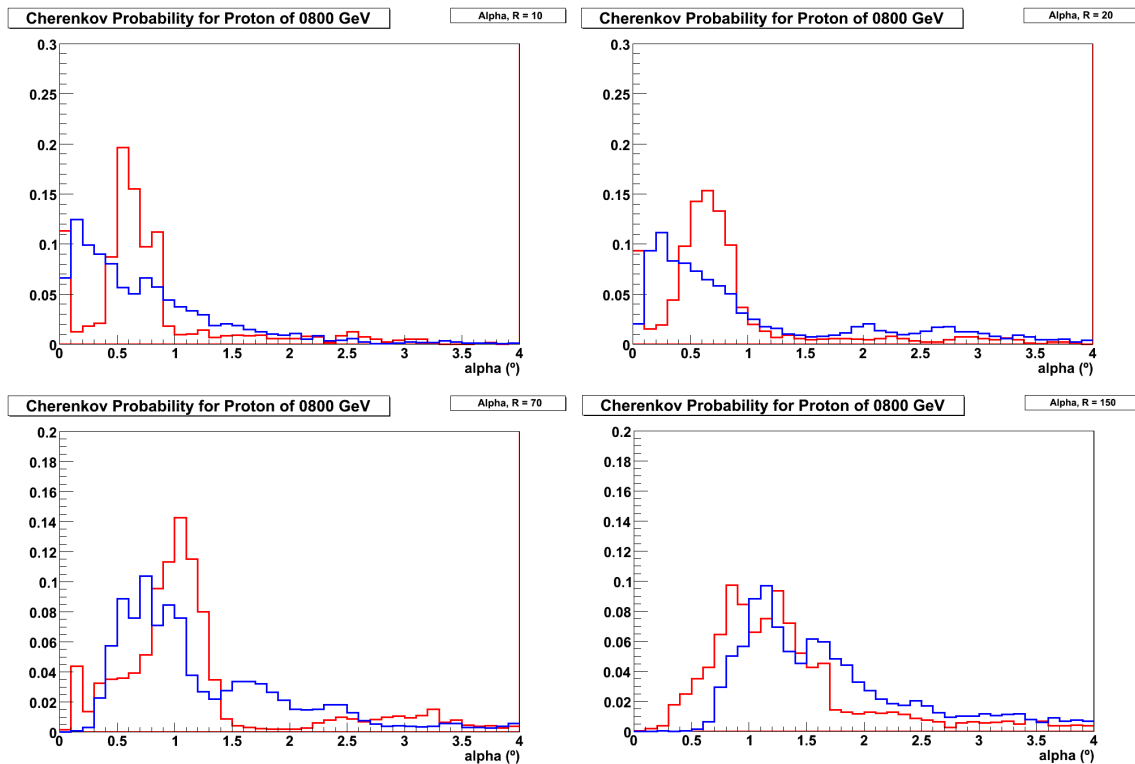 Cherenkov Probability for Proton of 0800 GeV
Alpha, R = 10
0.3
0.25
0.2
0.15
0.1
0.05
0
0 0.5 1 1.5 2 2.5 3 3.5 4
alpha (º)
Cherenkov Probability for Proton of 0800 GeV
Alpha, R = 20
0.3
0.25
0.2
0.15
0.1
0.05
0
0 0.5 1 1.5 2 2.5 3 3.5 4
alpha (º)
Cherenkov Probability for Proton of 0800 GeV
Alpha, R = 70
0.2
0.18
0.16
0.14
0.12
0.1
0.08
0.06
0.04
0.02
0
0 0.5 1 1.5 2 2.5 3 3.5 4
alpha (º)
Cherenkov Probability for Proton of 0800 GeV
Alpha, R = 150
0.2
0.18
0.16
0.14
0.12
0.1
0.08
0.06
0.04
0.02
0
0 0.5 1 1.5 2 2.5 3 3.5 4
alpha (º)